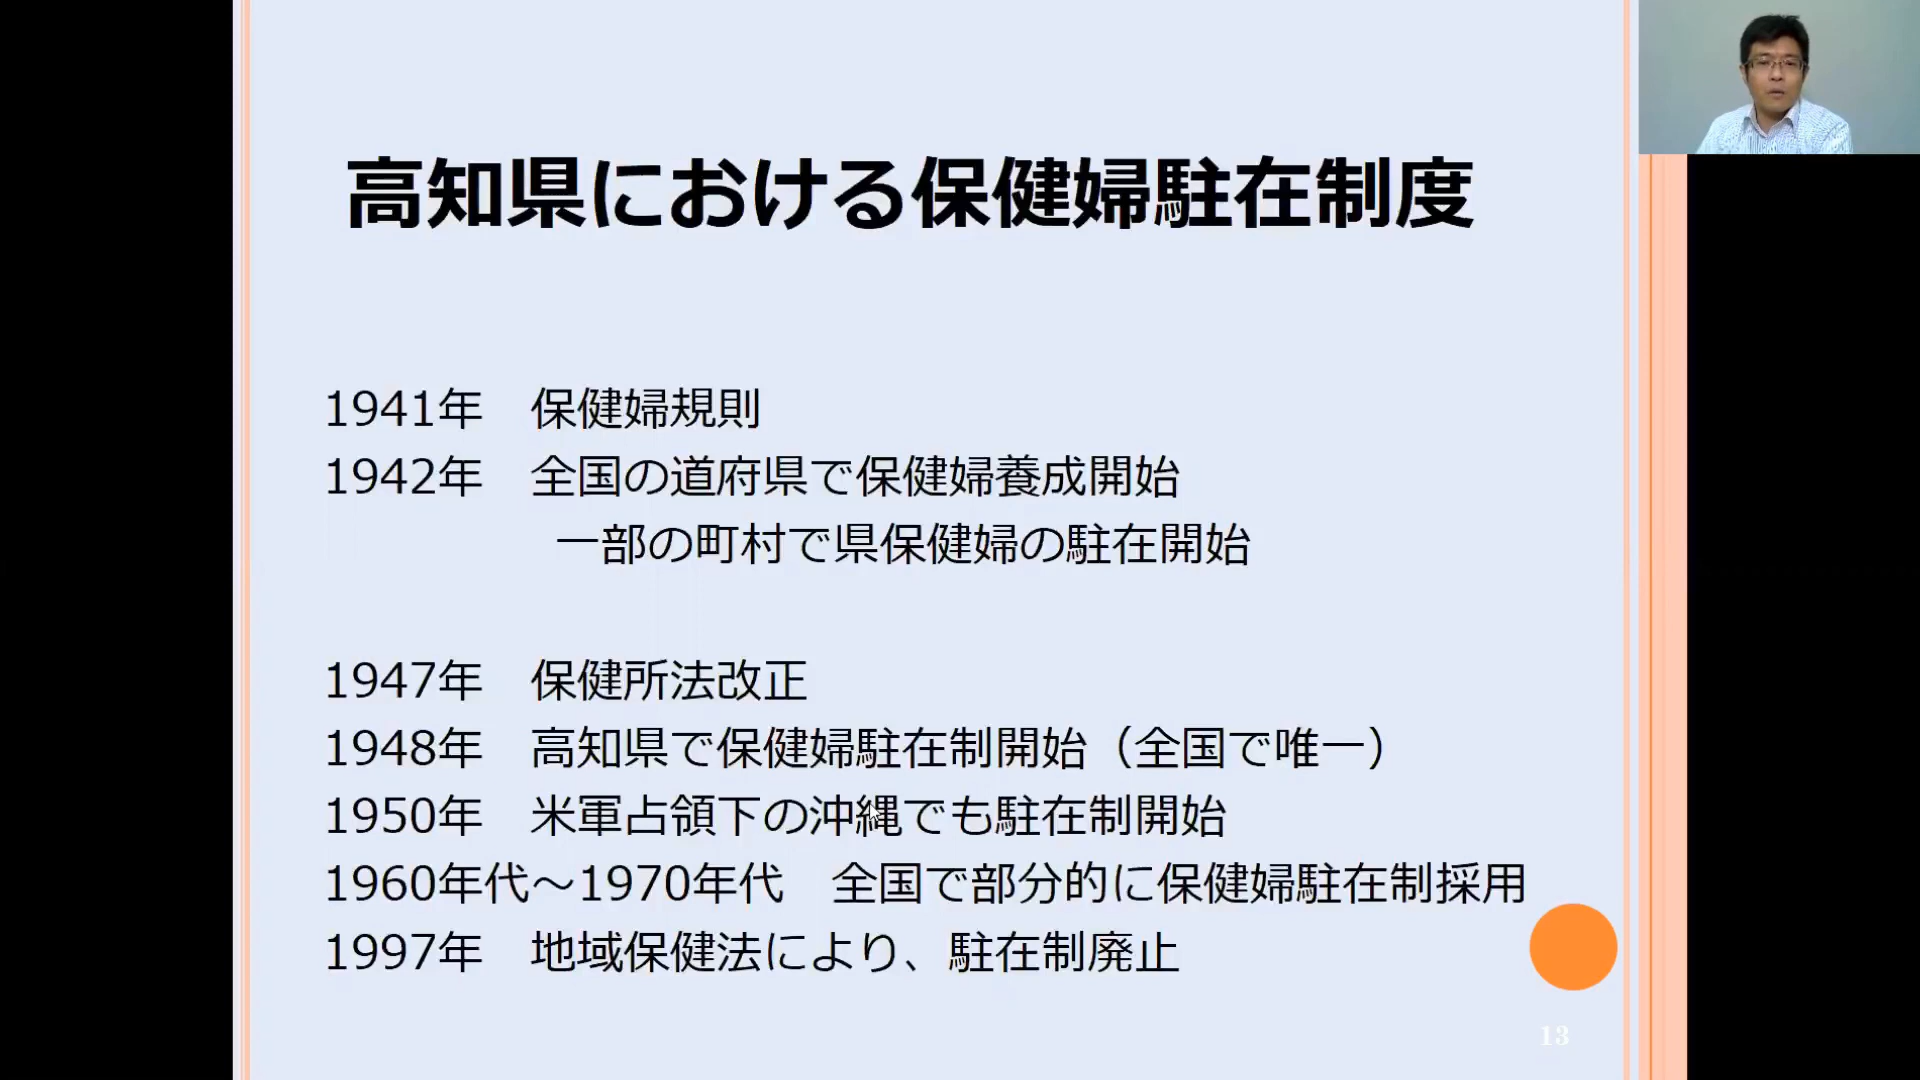 高知県における保健婦駐在制度
1941年　保健婦規則
1942年　全国の道府県で保健婦養成開始
一部の町村で県保健婦の駐在開始
1947年　保健所法改正
1948年　高知県で保健婦駐在制開始（全国で唯一）
1950年　米軍占領下の沖縄でも駐在制開始
1960年代～1970年代　全国で部分的に保健婦駐在制採用
1997年　地域保健法により、駐在制廃止
13